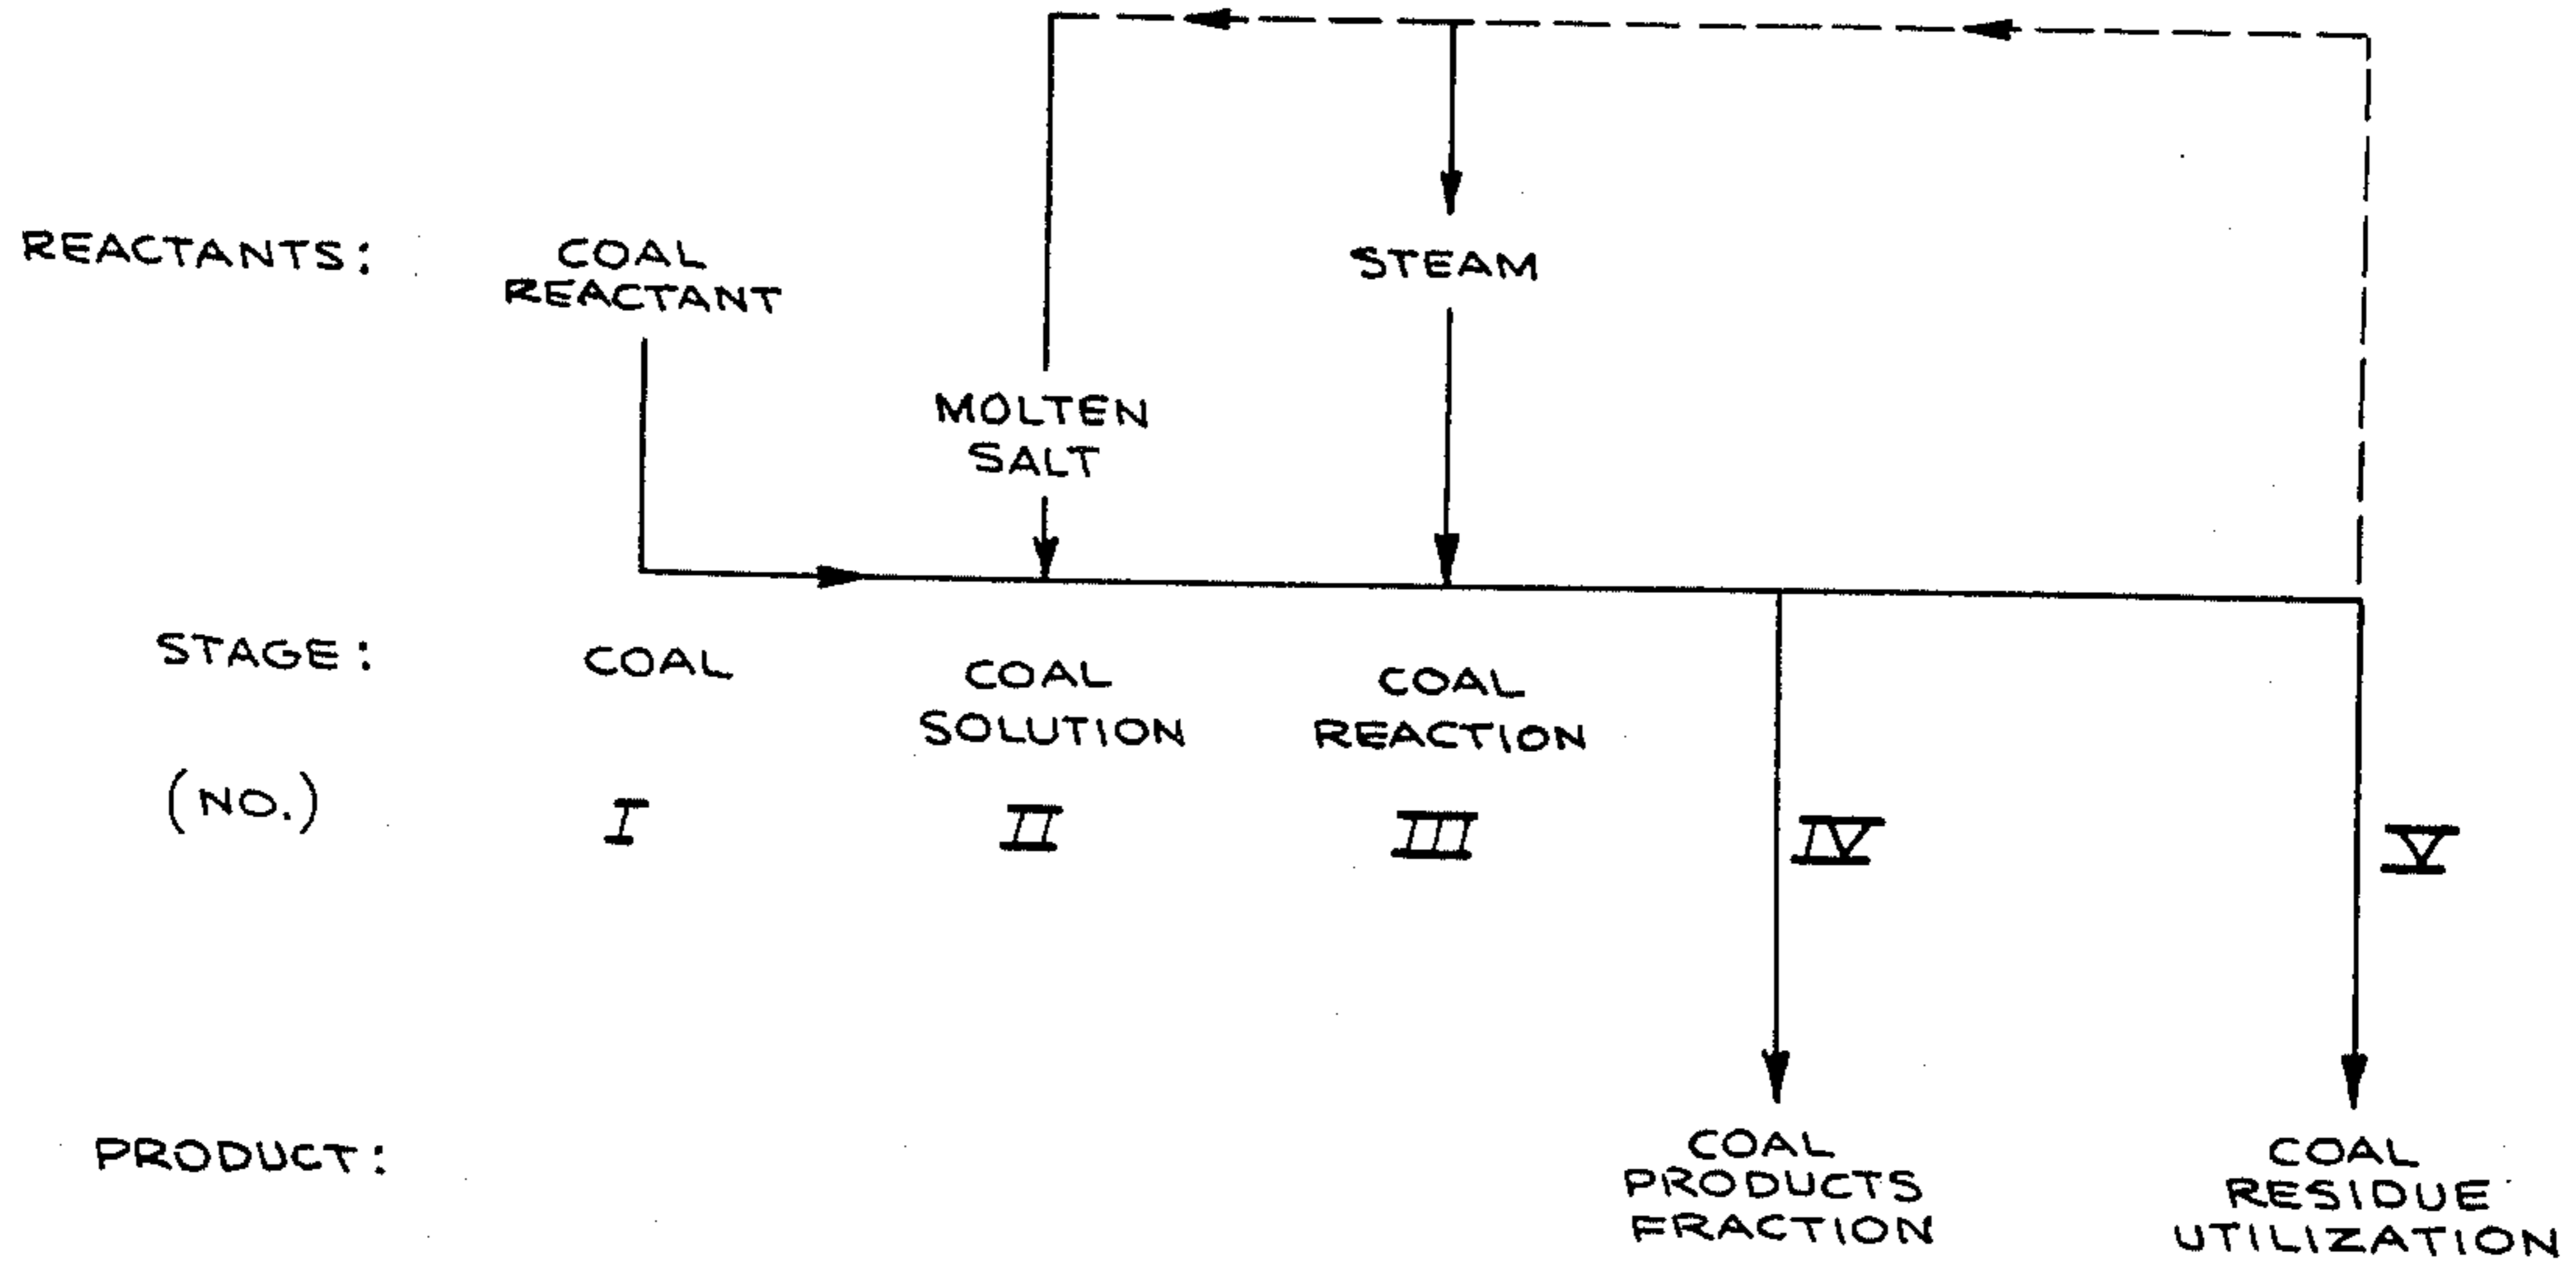 REACTANTS:
COAL
REACTANT
MOLTEN
SALT
STEAM
STAGE:
COAL
COAL
SOLUTION
COAL
REACTION
(NO.)
I
II
III
IV
V
PRODUCT:
COAL
PRODUCTS
FRACTION
COAL
RESIDUE
UTILIZATION